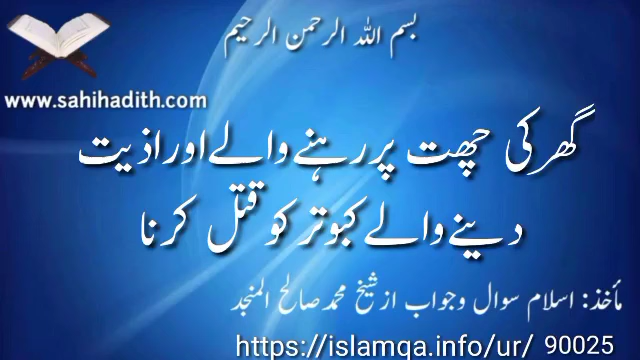 بسم اللہ الرحمن الرحیم
www.sahihadith.com
گھر کی چھت پر رہنے والے اور اذیت
دینے والے کبوتر کو قتل کرنا
مأخذ: اسلام سوال وجواب از شیخ محمد صالح المنجد
https://islamqa.info/ur/ 90025